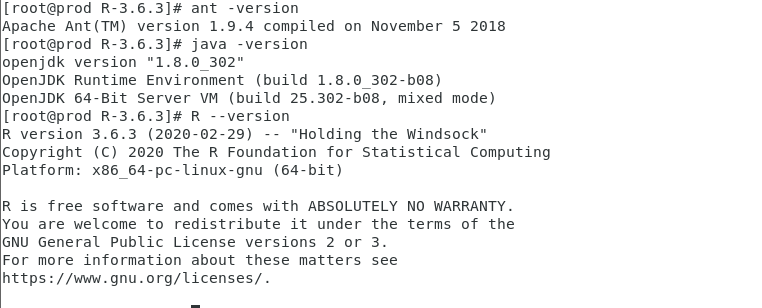 [root@prod R-3.6.3]# ant -version
Apache Ant(TM) version 1.9.4 compiled on November 5 2018
[root@prod R-3.6.3]# java -version
openjdk version "1.8.0_302"
OpenJDK Runtime Environment (build 1.8.0_302-b08)
OpenJDK 64-Bit Server VM (build 25.302-b08, mixed mode)
[root@prod R-3.6.3]# R --version
R version 3.6.3 (2020-02-29) -- "Holding the Windsock"
Copyright (C) 2020 The R Foundation for Statistical Computing
Platform: x86_64-pc-linux-gnu (64-bit)

R is free software and comes with ABSOLUTELY NO WARRANTY.
You are welcome to redistribute it under the terms of the
GNU General Public License versions 2 or 3.
For more information about these matters see
https://www.gnu.org/licenses/.